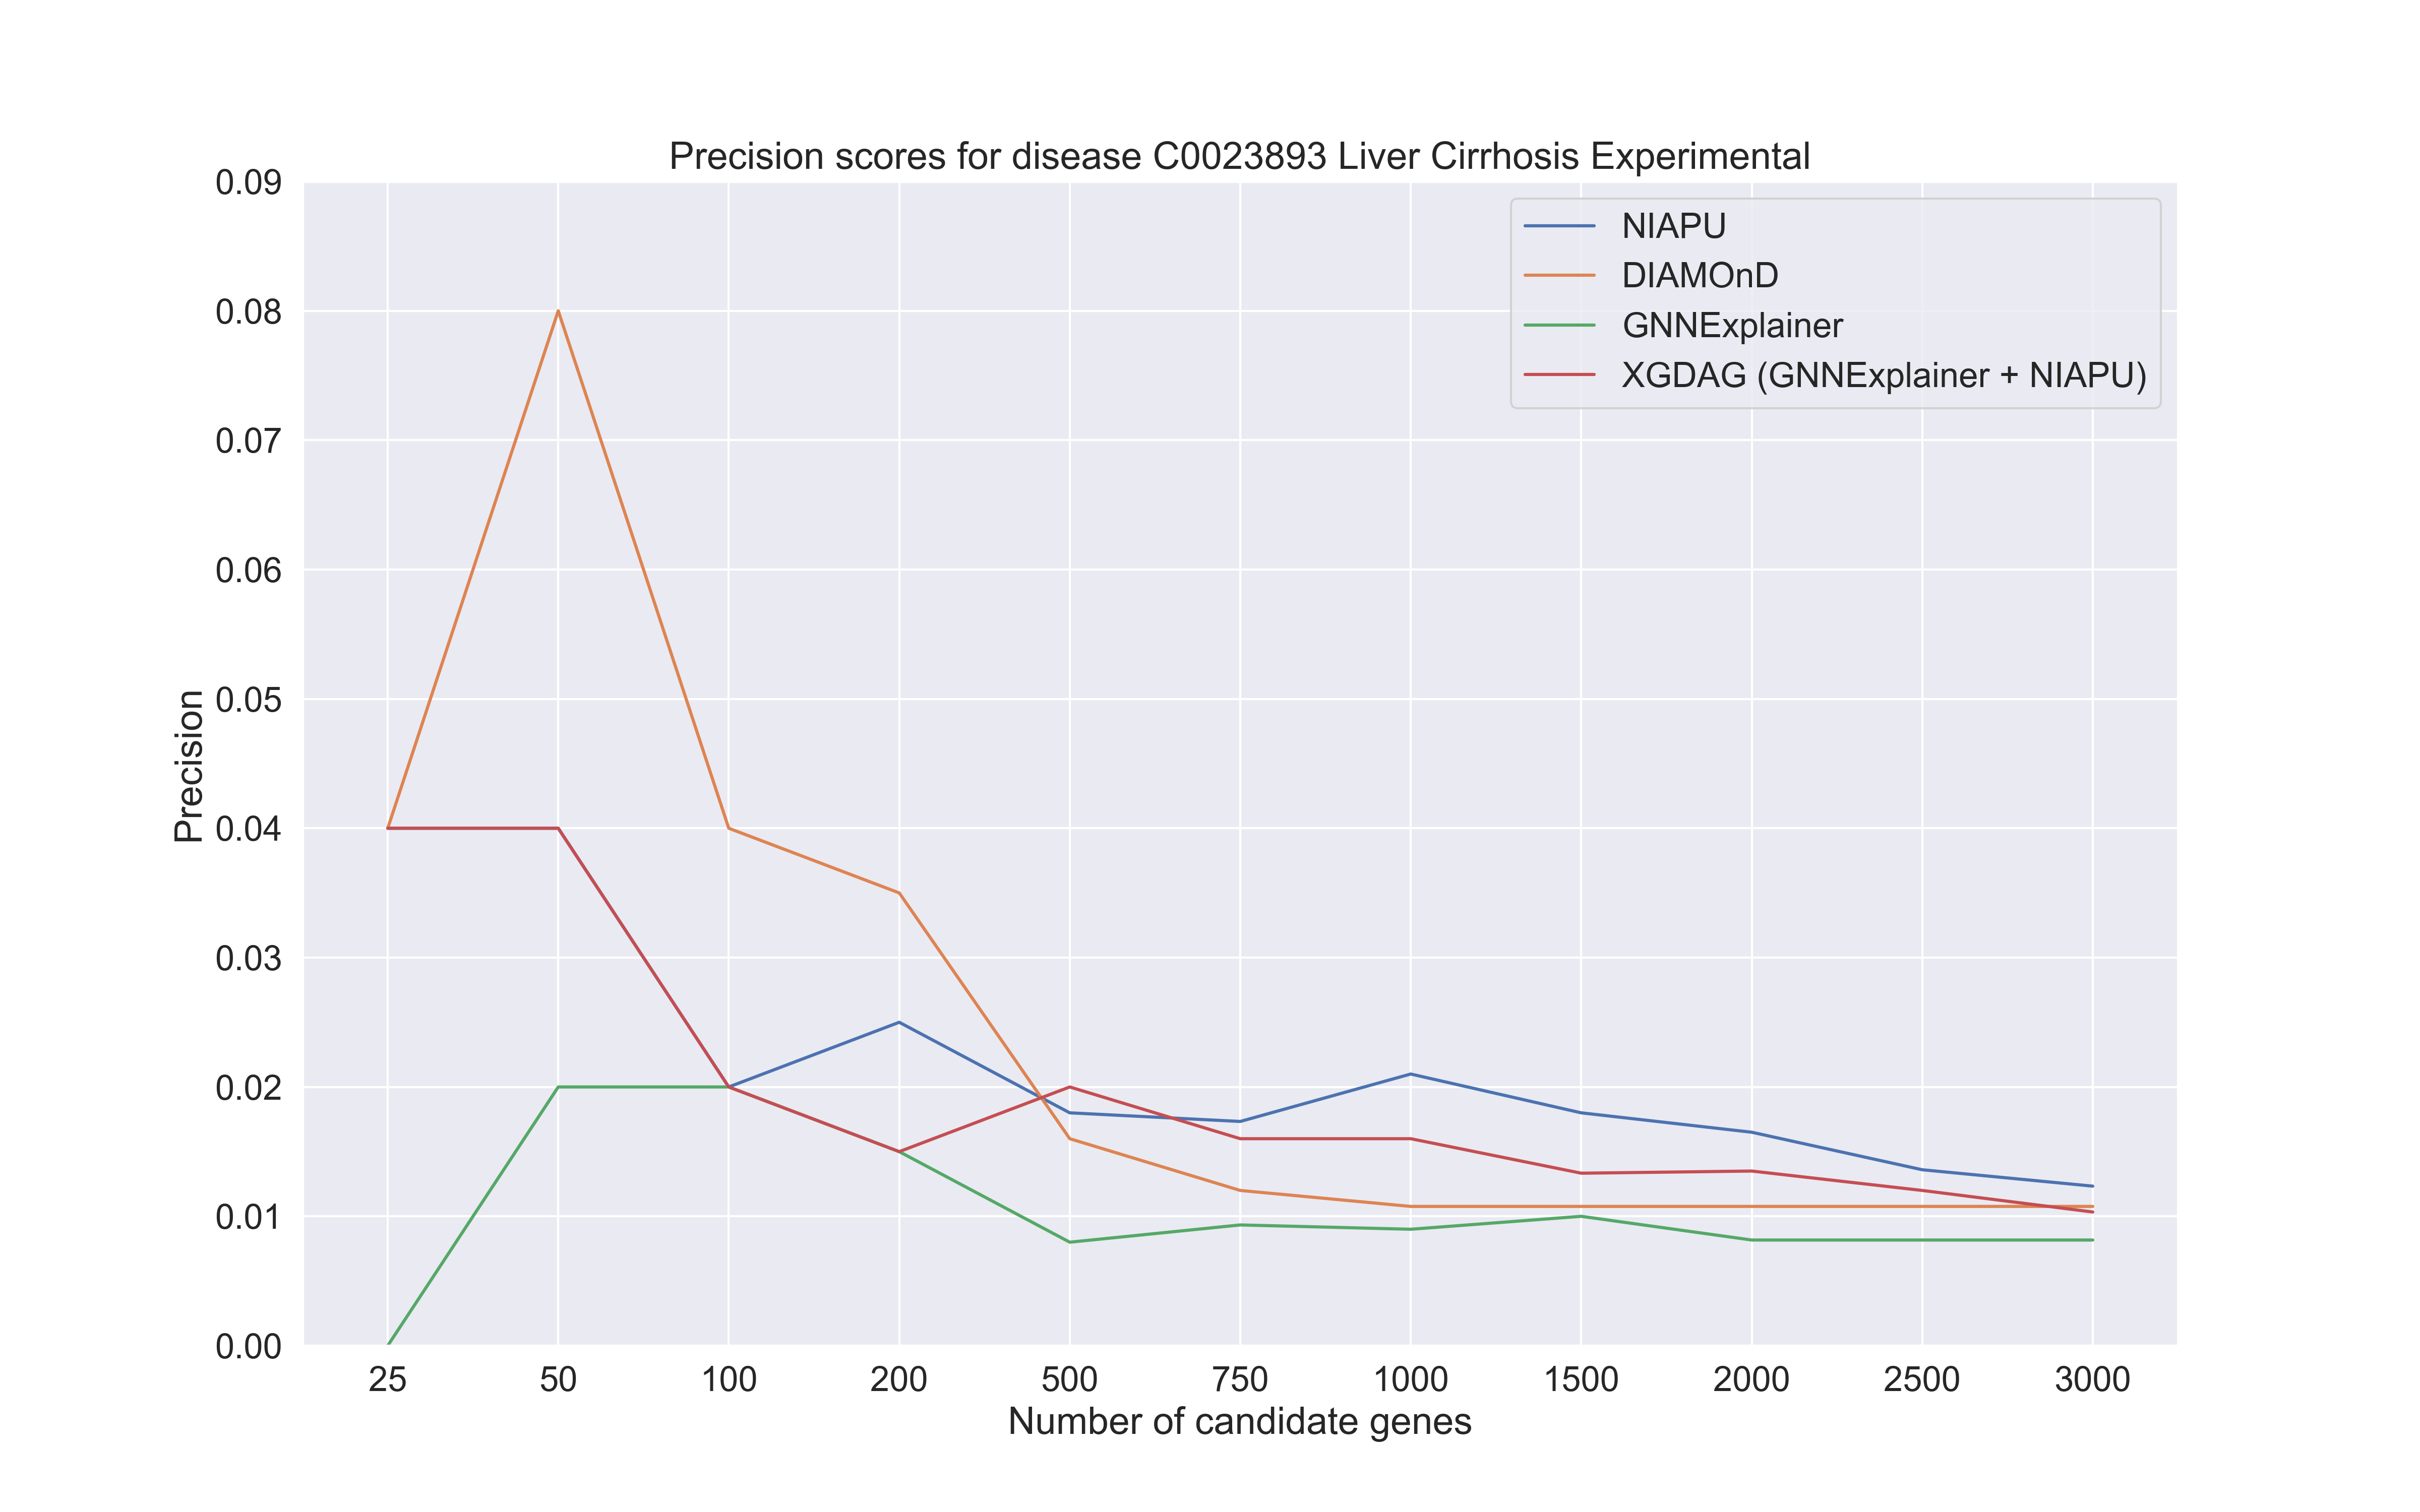 Precision scores for disease C0023893 Liver Cirrhosis Experimental
NIAPU
DIAMOnD
GNNExplainer
XGDAG (GNNExplainer + NIAPU)
Precision
0.09
0.08
0.07
0.06
0.05
0.04
0.03
0.02
0.01
0.00
25 50 100 200 500 750 1000 1500 2000 2500 3000
Number of candidate genes